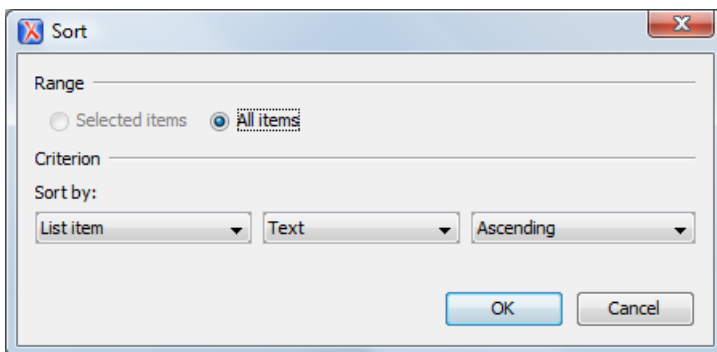 Sort
Range
Selected items All items
Criterion
Sort by:
List item Text Ascending
OK Cancel